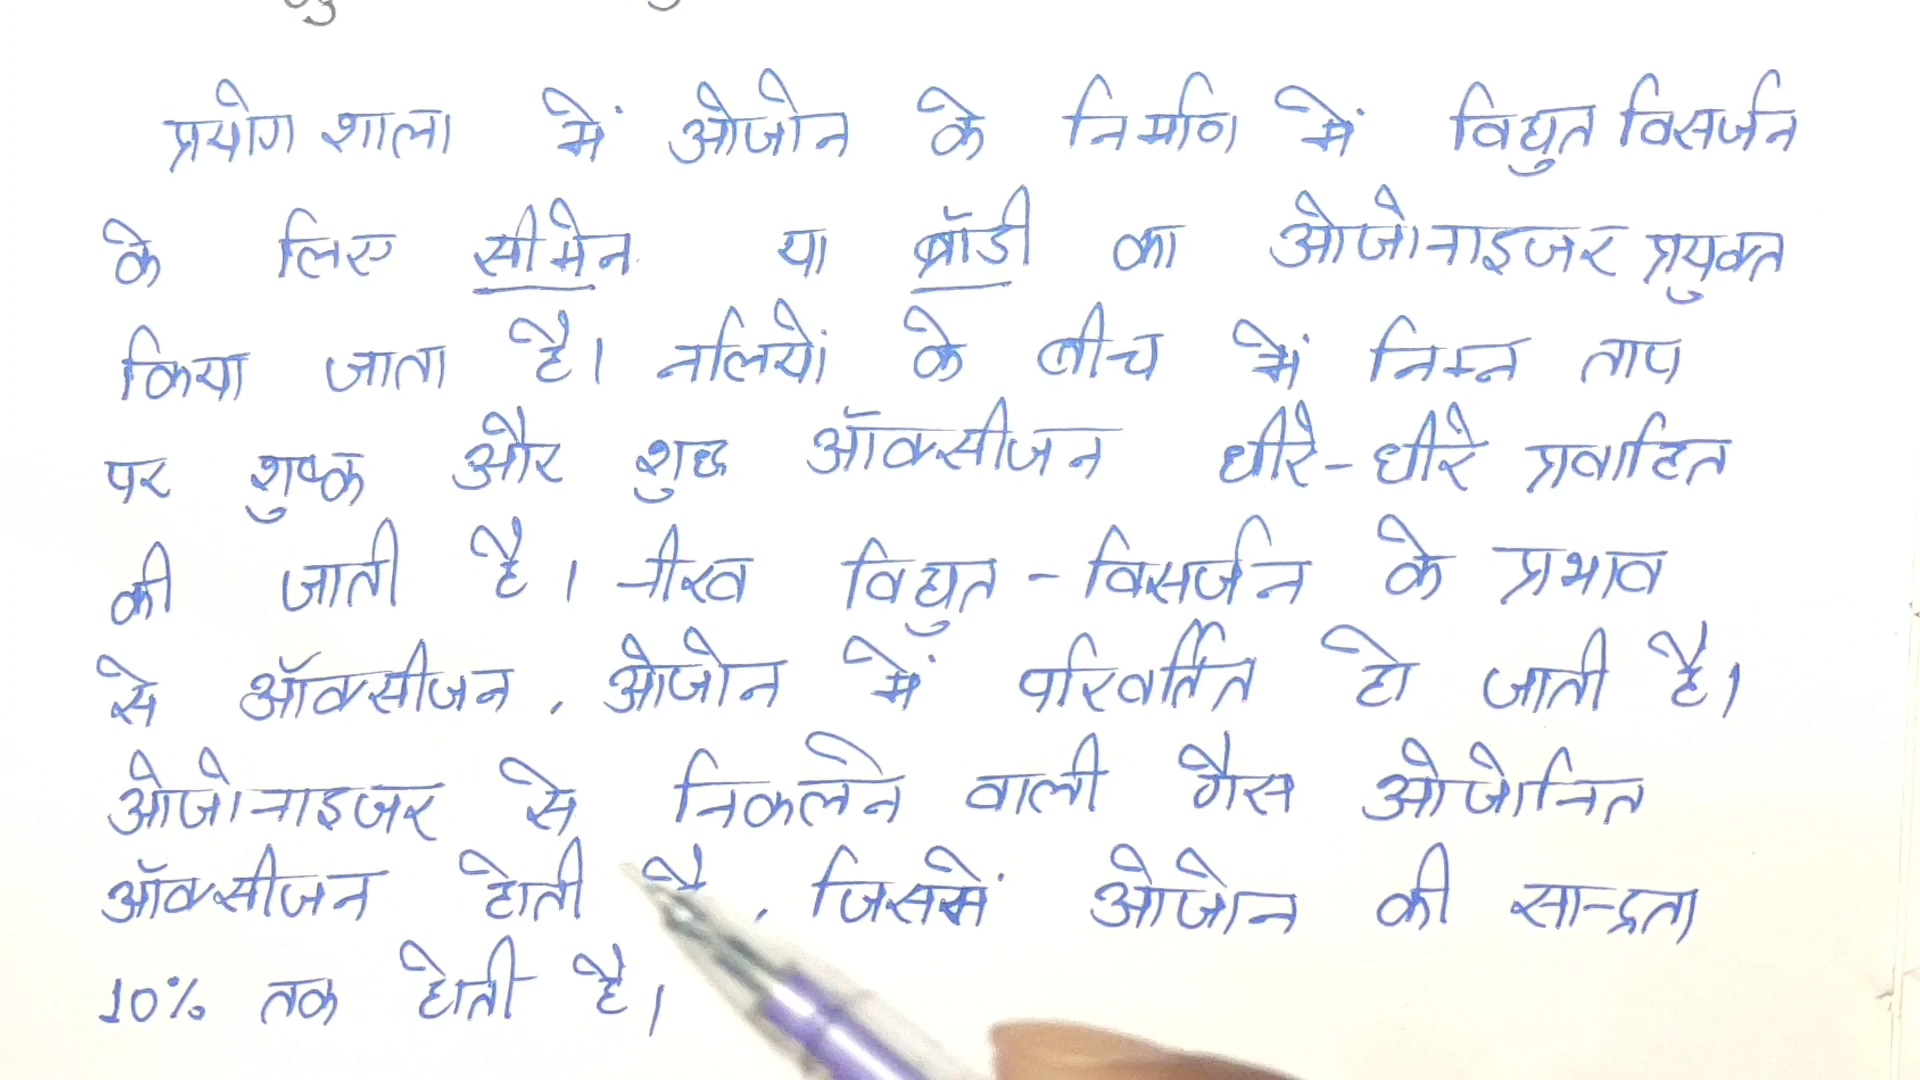 प्रयोग शाला में ओजोन के निर्माण में विद्युत विसर्जन
के लिए सीमेन या ब्रॉडी का ओजोनाइजर प्रयुक्त
किया जाता है। नलियों के बीच में निम्न ताप
पर शुष्क और शुद्ध ऑक्सीजन धीरे-धीरे प्रवाहित
की जाती है। नीरव विद्युत - विसर्जन के प्रभाव
से ऑक्सीजन, ओजोन में परिवर्तित हो जाती है।
ओजोनाइजर से निकलने वाली गैस ओजोनित
ऑक्सीजन होती है, जिसमें ओजोन की सान्द्रता
10% तक होती है।